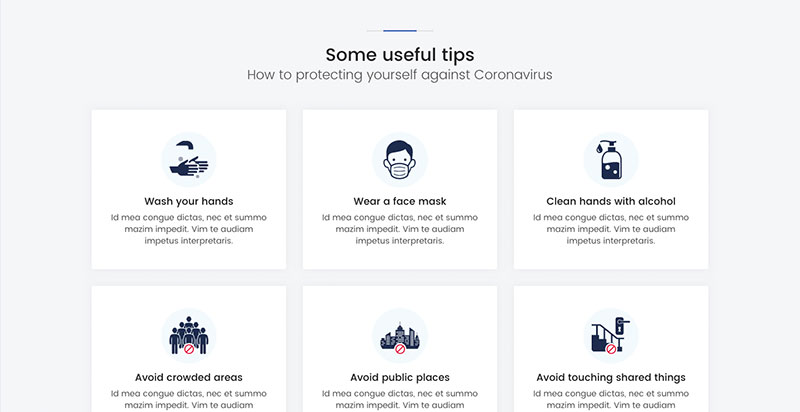 Some useful tips
How to protecting yourself against Coronavirus
Wash your hands
Id mea congue dictas, nec et summo
mazim impedit. Vim te audiam
impetus interpretaris.
Wear a face mask
Id mea congue dictas, nec et summo
mazim impedit. Vim te audiam
impetus interpretaris.
Clean hands with alcohol
Id mea congue dictas, nec et summo
mazim impedit. Vim te audiam
impetus interpretaris.
Avoid crowded areas
Id mea congue dictas, nec et summo
mazim impedit. Vim te audiam
Avoid public places
Id mea congue dictas, nec et summo
mazim impedit. Vim te audiam
Avoid touching shared things
Id mea congue dictas, nec et summo
mazim impedit. Vim te audiam